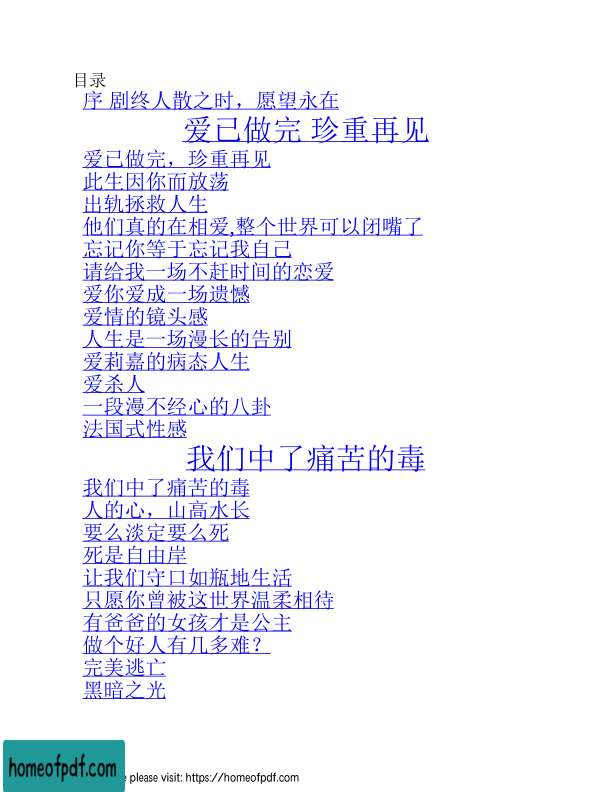 目录
序 剧终人散之时，愿望永在
爱已做完 珍重再见
爱已做完，珍重再见
此生因你而放荡
出轨拯救人生
他们真的在相爱,整个世界可以闭嘴了
忘记你等于忘记我自己
请给我一场不赶时间的恋爱
爱你爱成一场遗憾
爱情的镜头感
人生是一场漫长的告别
爱莉嘉的病态人生
爱杀人
一段漫不经心的八卦
法国式性感
我们中了痛苦的毒
我们中了痛苦的毒
人的心，山高水长
要么淡定要么死
死是自由岸
让我们守口如瓶地生活
只愿你曾被这世界温柔相待
有爸爸的女孩才是公主
做个好人有几多难？
完美逃亡
黑暗之光
homeofpdf.com
e please visit: https://homeofpdf.com